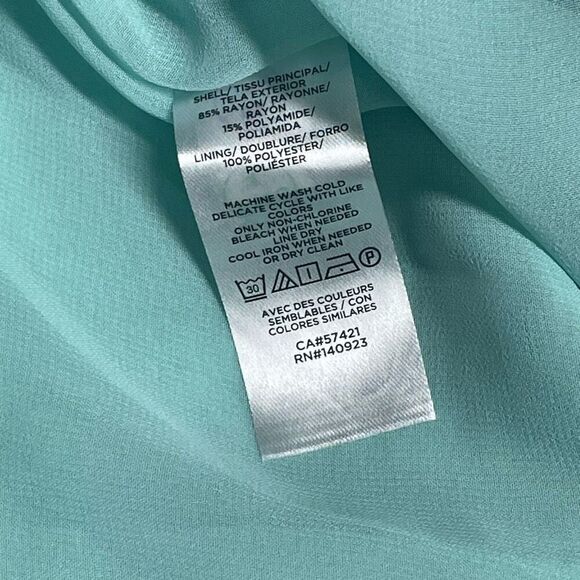 SHELL/ TISSU PRINCIPAL/
TELA EXTERIOR
85% RAYON/ RAYONNE/
RAYON
15% POLYAMIDE/
POLIAMIDA
LINING/ DOUBLURE/ FORRO
100% POLYESTER/
POLIÉSTER
MACHINE WASH COLD
DELICATE CYCLE WITH LIKE
COLORS
ONLY NON-CHLORINE
BLEACH WHEN NEEDED
LINE DRY
COOL IRON WHEN NEEDED
OR DRY CLEAN
30 P
AVEC DES COULEURS
SEMBLABLES / CON
COLORES SIMILARES
CA#57421
RN#140923